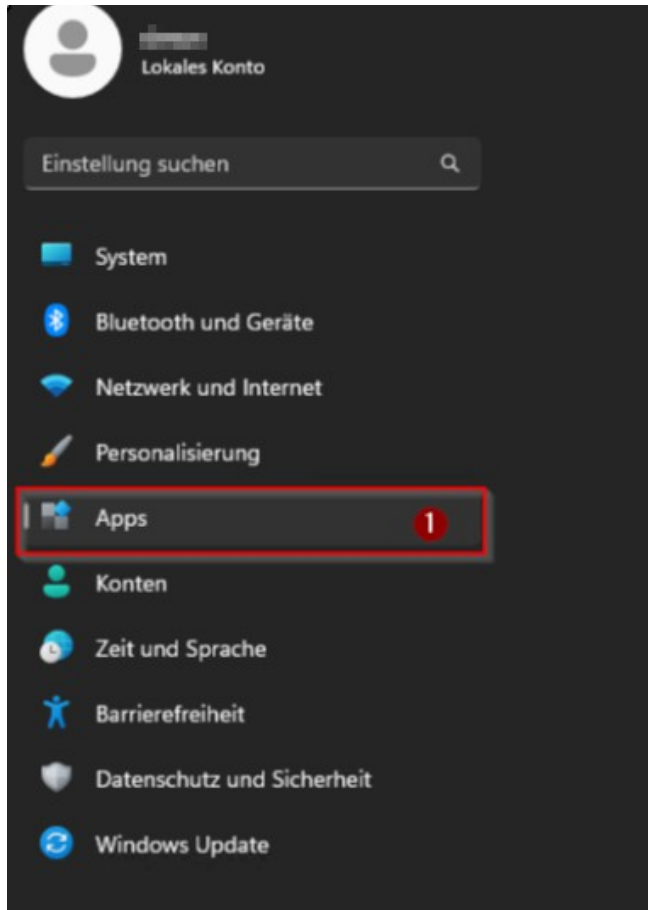 Lokales Konto
Einstellung suchen
System
Bluetooth und Geräte
Netzwerk und Internet
Personalisierung
Apps 1
Konten
Zeit und Sprache
Barrierefreiheit
Datenschutz und Sicherheit
Windows Update